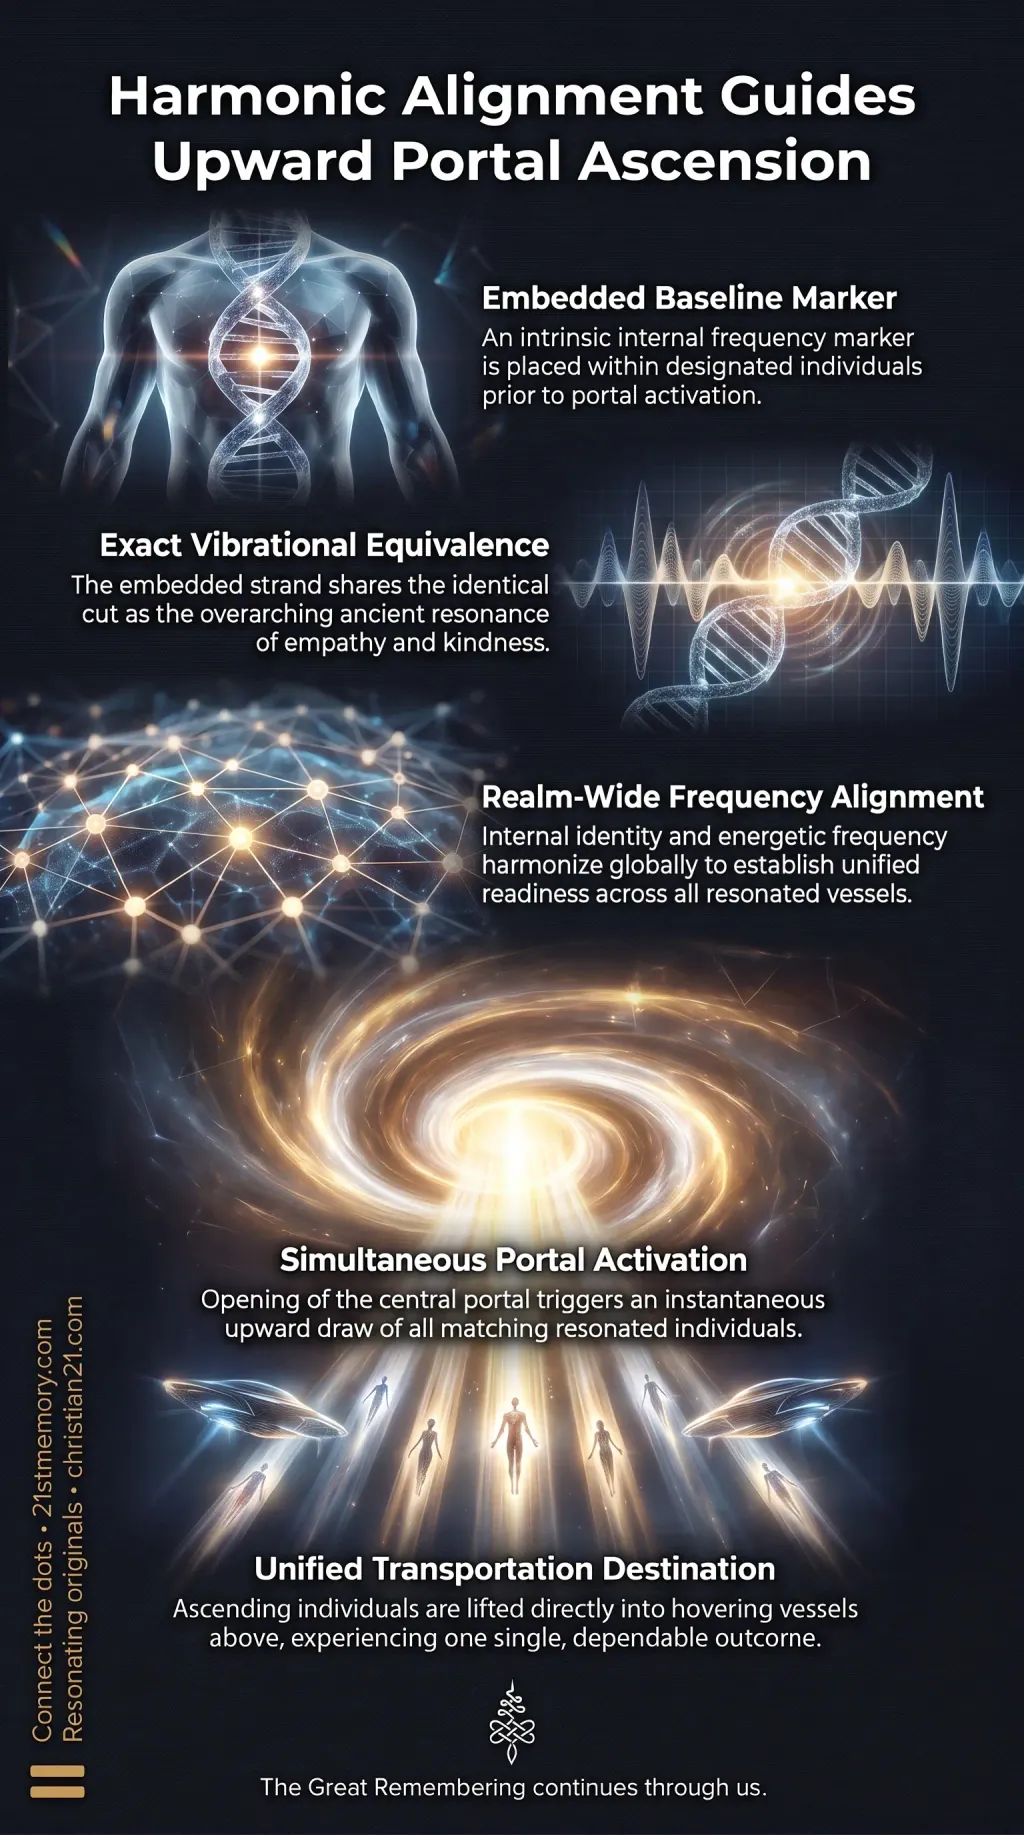 Harmonic Alignment Guides
Upward Portal Ascension
Embedded Baseline Marker
An intrinsic internal frequency marker
is placed within designated individuals
prior to portal activation.
Exact Vibrational Equivalence
The embedded strand shares the identical
cut as the overarching ancient resonance
of empathy and kindness.
Realm-Wide Frequency Alignment
Internal identity and energetic frequency
harmonize globally to establish unified
readiness across all resonated vessels.
Simultaneous Portal Activation
Opening of the central portal triggers an instantaneous
upward draw of all matching resonated individuals.
Unified Transportation Destination
Ascending individuals are lifted directly into hovering vessels
above, experiencing one single, dependable outcorne.
Connect the dots • 21stmemory.com
Resonating originals • christian21.com
The Great Remembering continues through us.